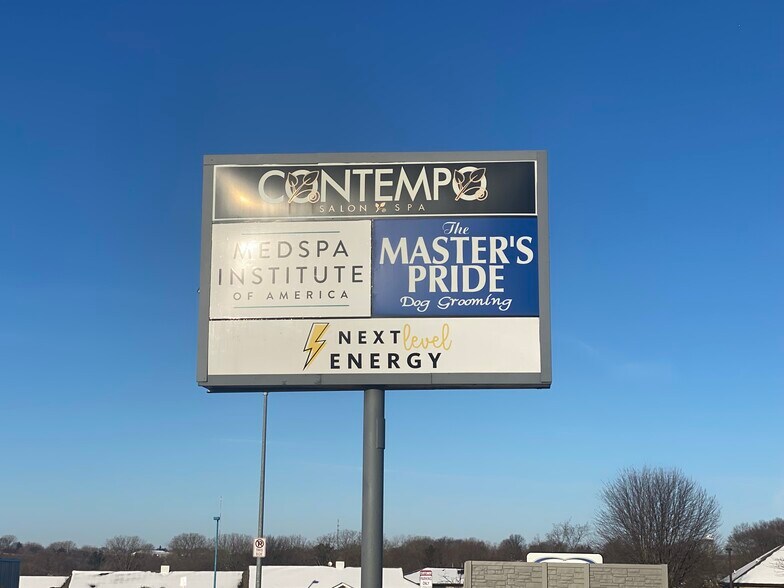 CONTEMPO
SALON SPA
MEDSPA
INSTITUTE
OF AMERICA
The
MASTER'S
PRIDE
Dog Grooming
NEXT level
ENERGY